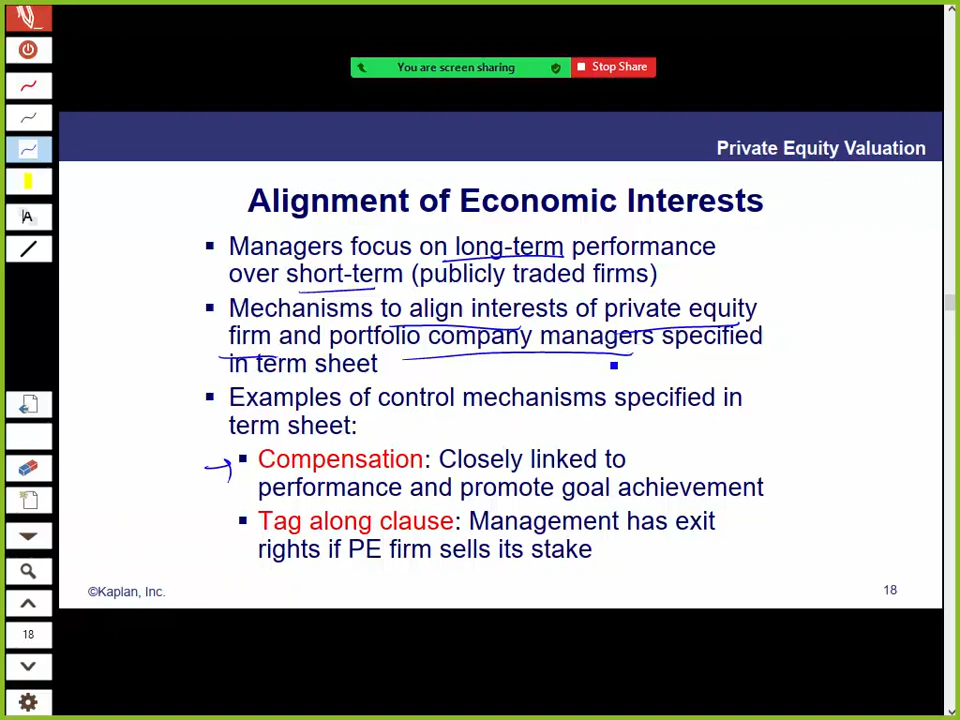 You are screen sharing
Stop Share
Private Equity Valuation
Alignment of Economic Interests
▪ Managers focus on long-term performance
over short-term (publicly traded firms)
▪ Mechanisms to align interests of private equity
firm and portfolio company managers specified
in term sheet
▪ Examples of control mechanisms specified in
term sheet:
▪ Compensation: Closely linked to
performance and promote goal achievement
▪ Tag along clause: Management has exit
rights if PE firm sells its stake
©Kaplan, Inc.
18
A
18